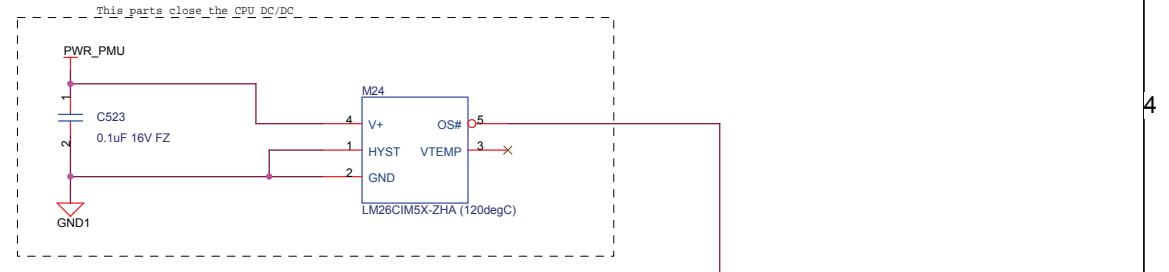 This parts close the CPU DC/DC
PWR_PMU
M24
1
C523
4
V+
OS#
5
4
0.1uF 16V FZ
2
1
HYST
VTEMP
3
2
GND
LM26CIM5X-ZHA (120degC)
GND1